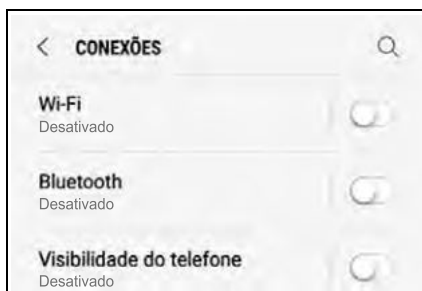 CONEXÕES
Wi-Fi
Desativado
Bluetooth
Desativado
Visibilidade do telefone
Desativado